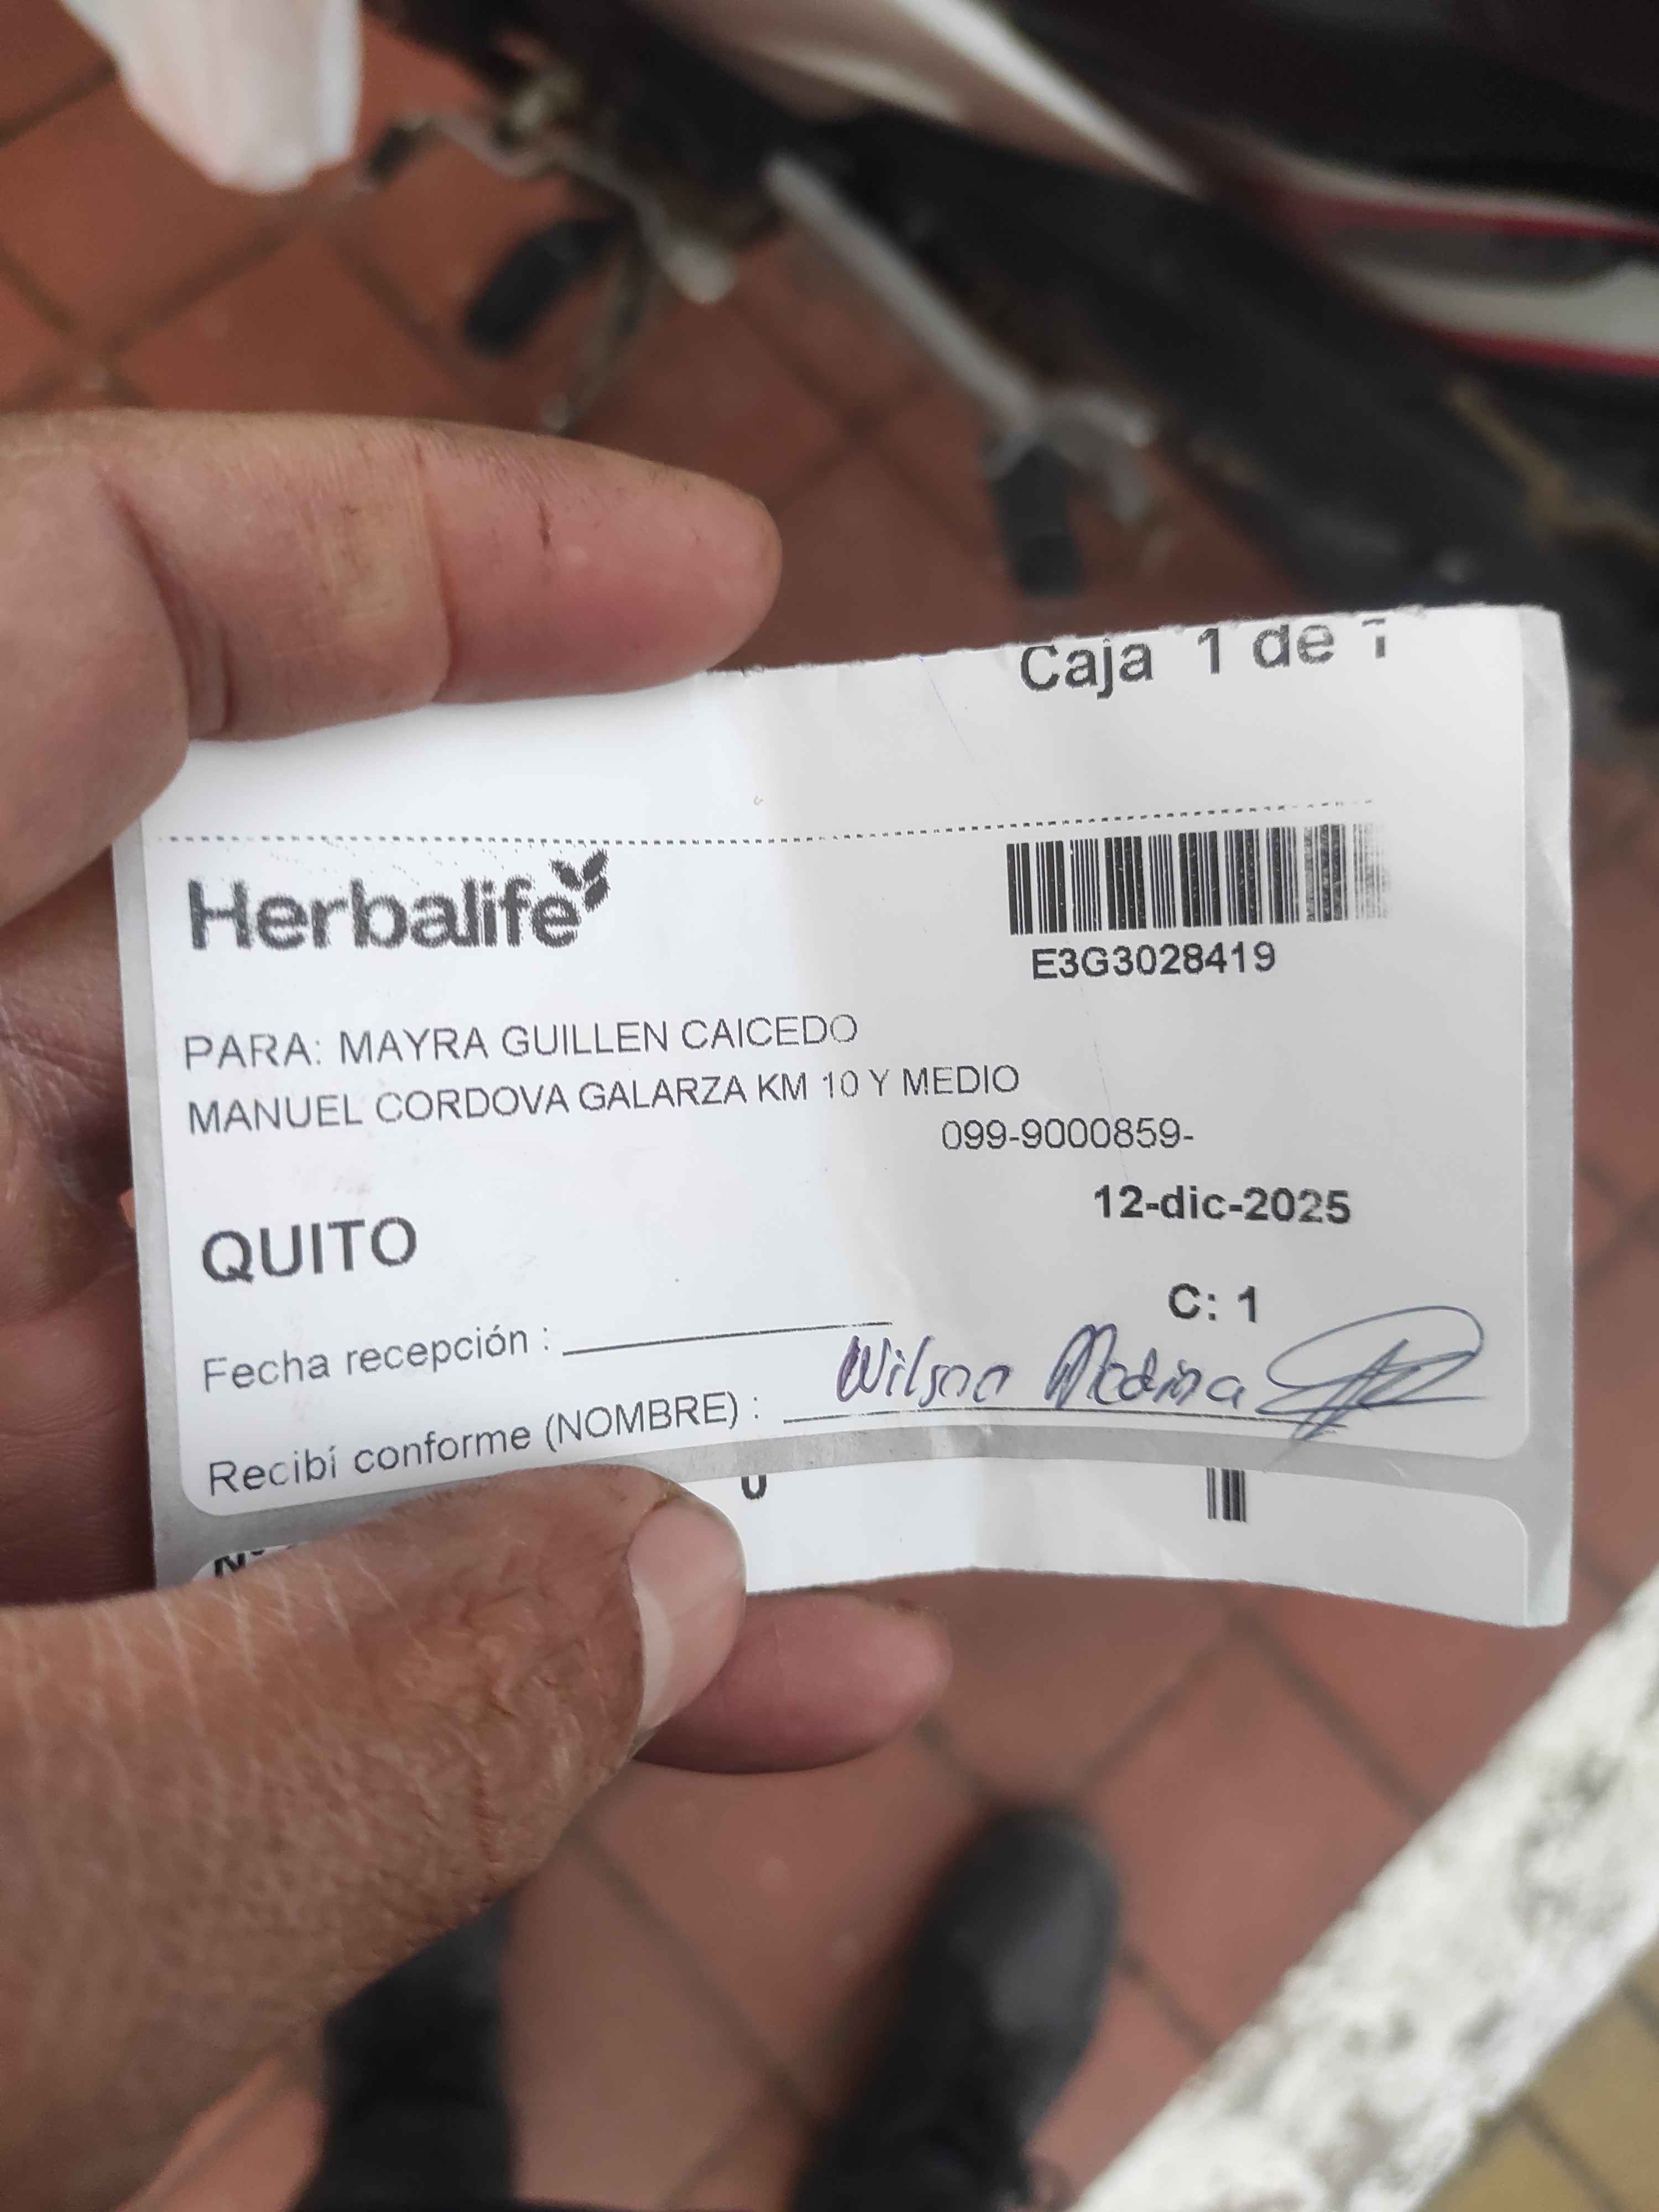 Caja 1 de 1
Herbalife
E3G3028419
PARA: MAYRA GUILLEN CAICEDO
MANUEL CORDOVA GALARZA KM 10 Y MEDIO
099-9000859-
12-dic-2025
QUITO
C: 1
Fecha recepción : 
Recibí conforme (NOMBRE) : Wilson Medina